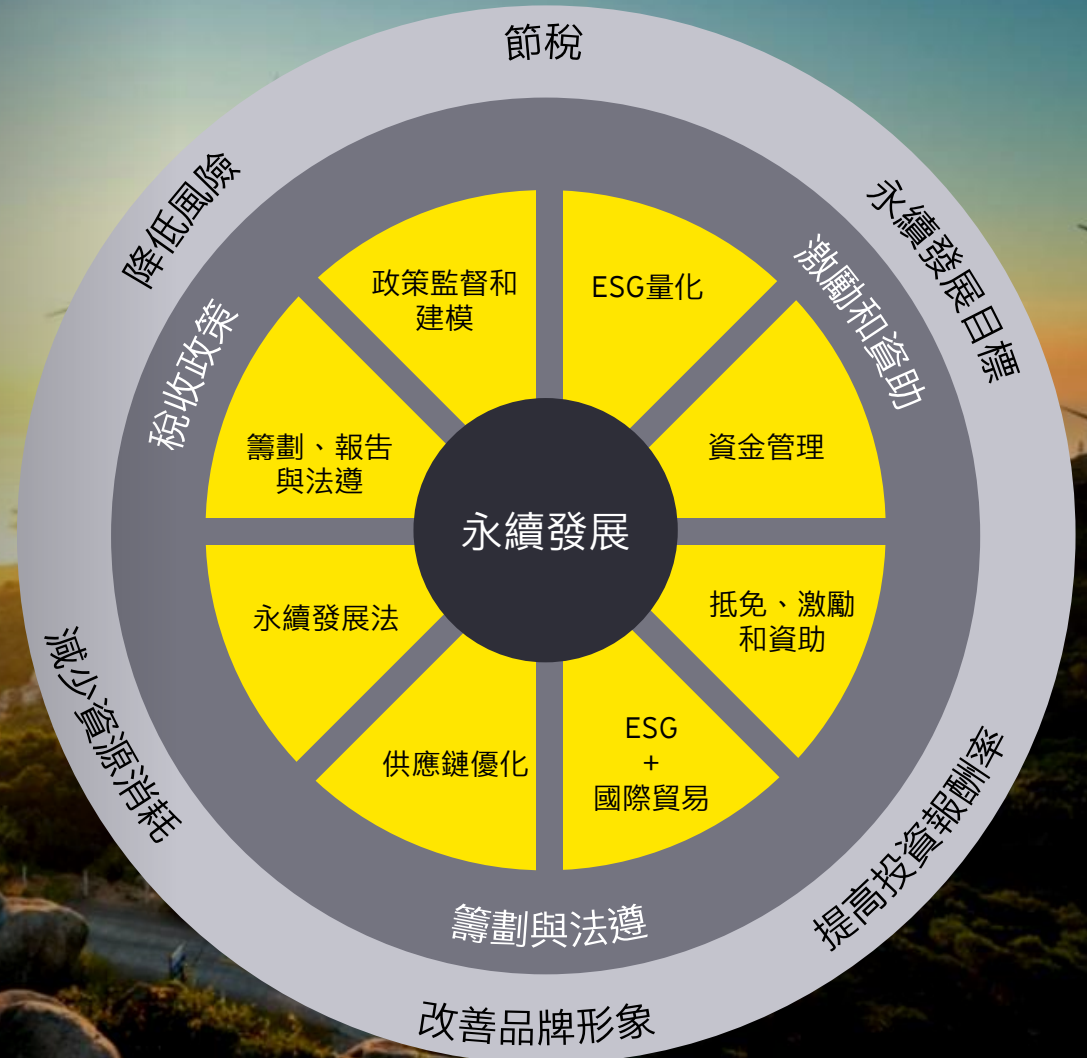 節稅
降低風險
永續發展目標
激勵和資助
稅收政策
政策監督和
建模
ESG量化
籌劃、報告
與法遵
資金管理
永續發展
永續發展法
抵免、激勵
和資助
供應鏈優化
ESG
+
國際貿易
減少資源消耗
提高投資報酬率
籌劃與法遵
改善品牌形象